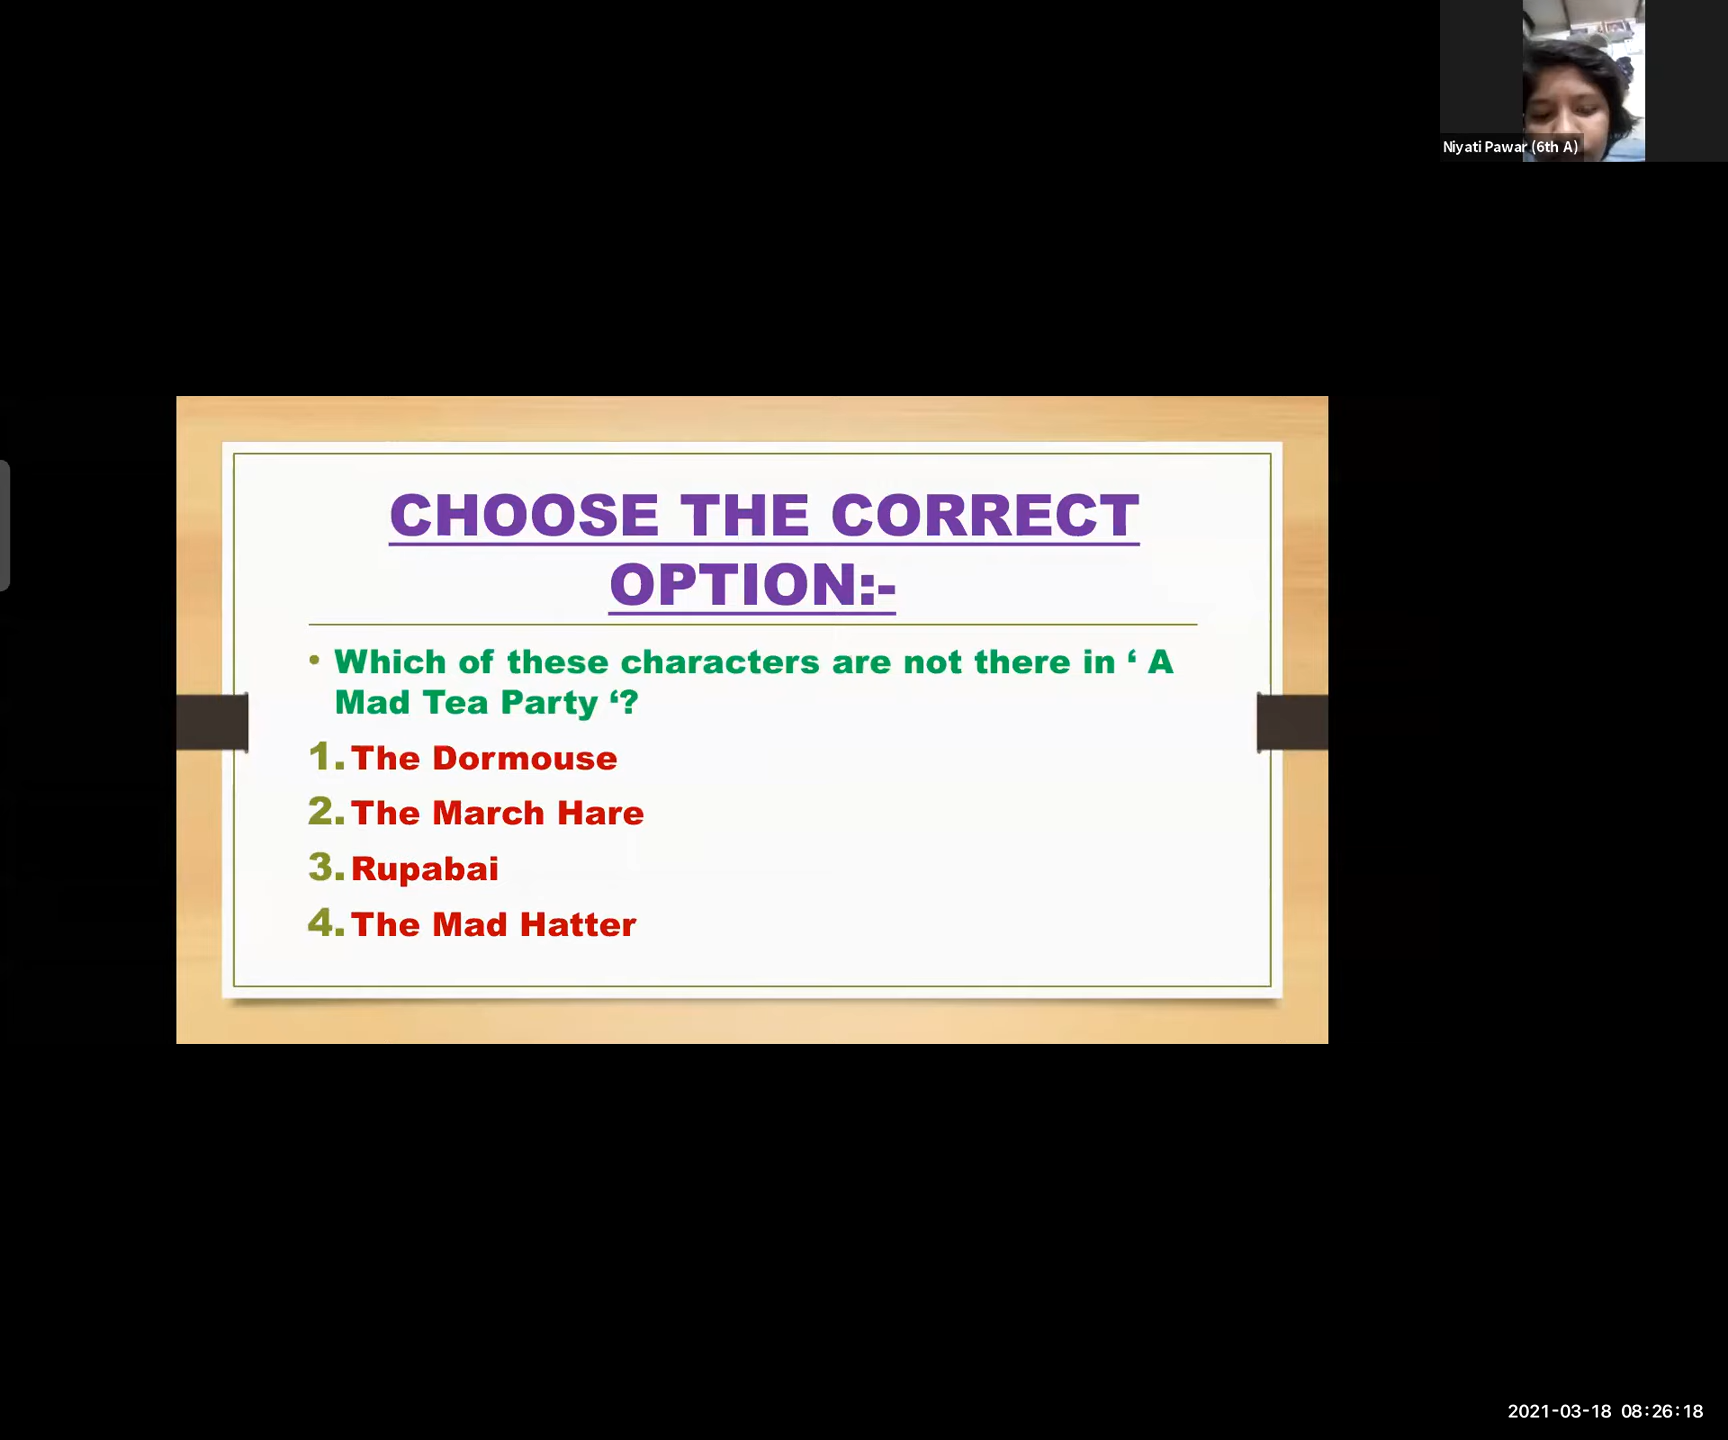 Niyati Pawar (6th A)
CHOOSE THE CORRECT
OPTION:-
• Which of these characters are not there in ‘ A
Mad Tea Party ‘?
1. The Dormouse
2. The March Hare
3. Rupabai
4. The Mad Hatter
2021-03-18 08:26:18